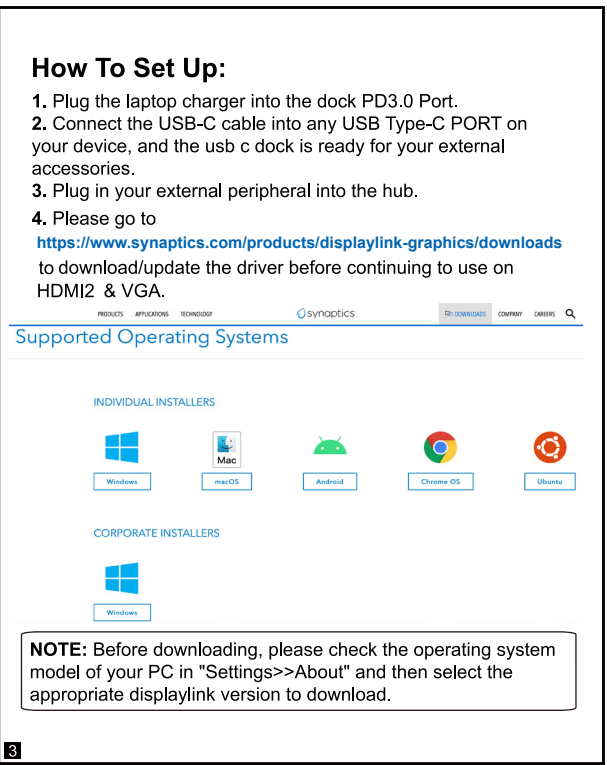 How To Set Up:
1. Plug the laptop charger into the dock PD3.0 Port.
2. Connect the USB-C cable into any USB Type-C PORT on
your device, and the usb c dock is ready for your external
accessories.
3. Plug in your external peripheral into the hub.
4. Please go to
https://www.synaptics.com/products/displaylink-graphics/downloads
to download/update the driver before continuing to use on
HDMI2 & VGA.
PRODUCTS APPLICATIONS TECHNOLOGY synaptics DOWNLOADS COMPANY CAREERS
Supported Operating Systems
INDIVIDUAL INSTALLERS
Mac
Windows macOS Android Chrome OS Ubuntu
CORPORATE INSTALLERS
Windows
NOTE: Before downloading, please check the operating system
model of your PC in "Settings>>About" and then select the
appropriate displaylink version to download.
3